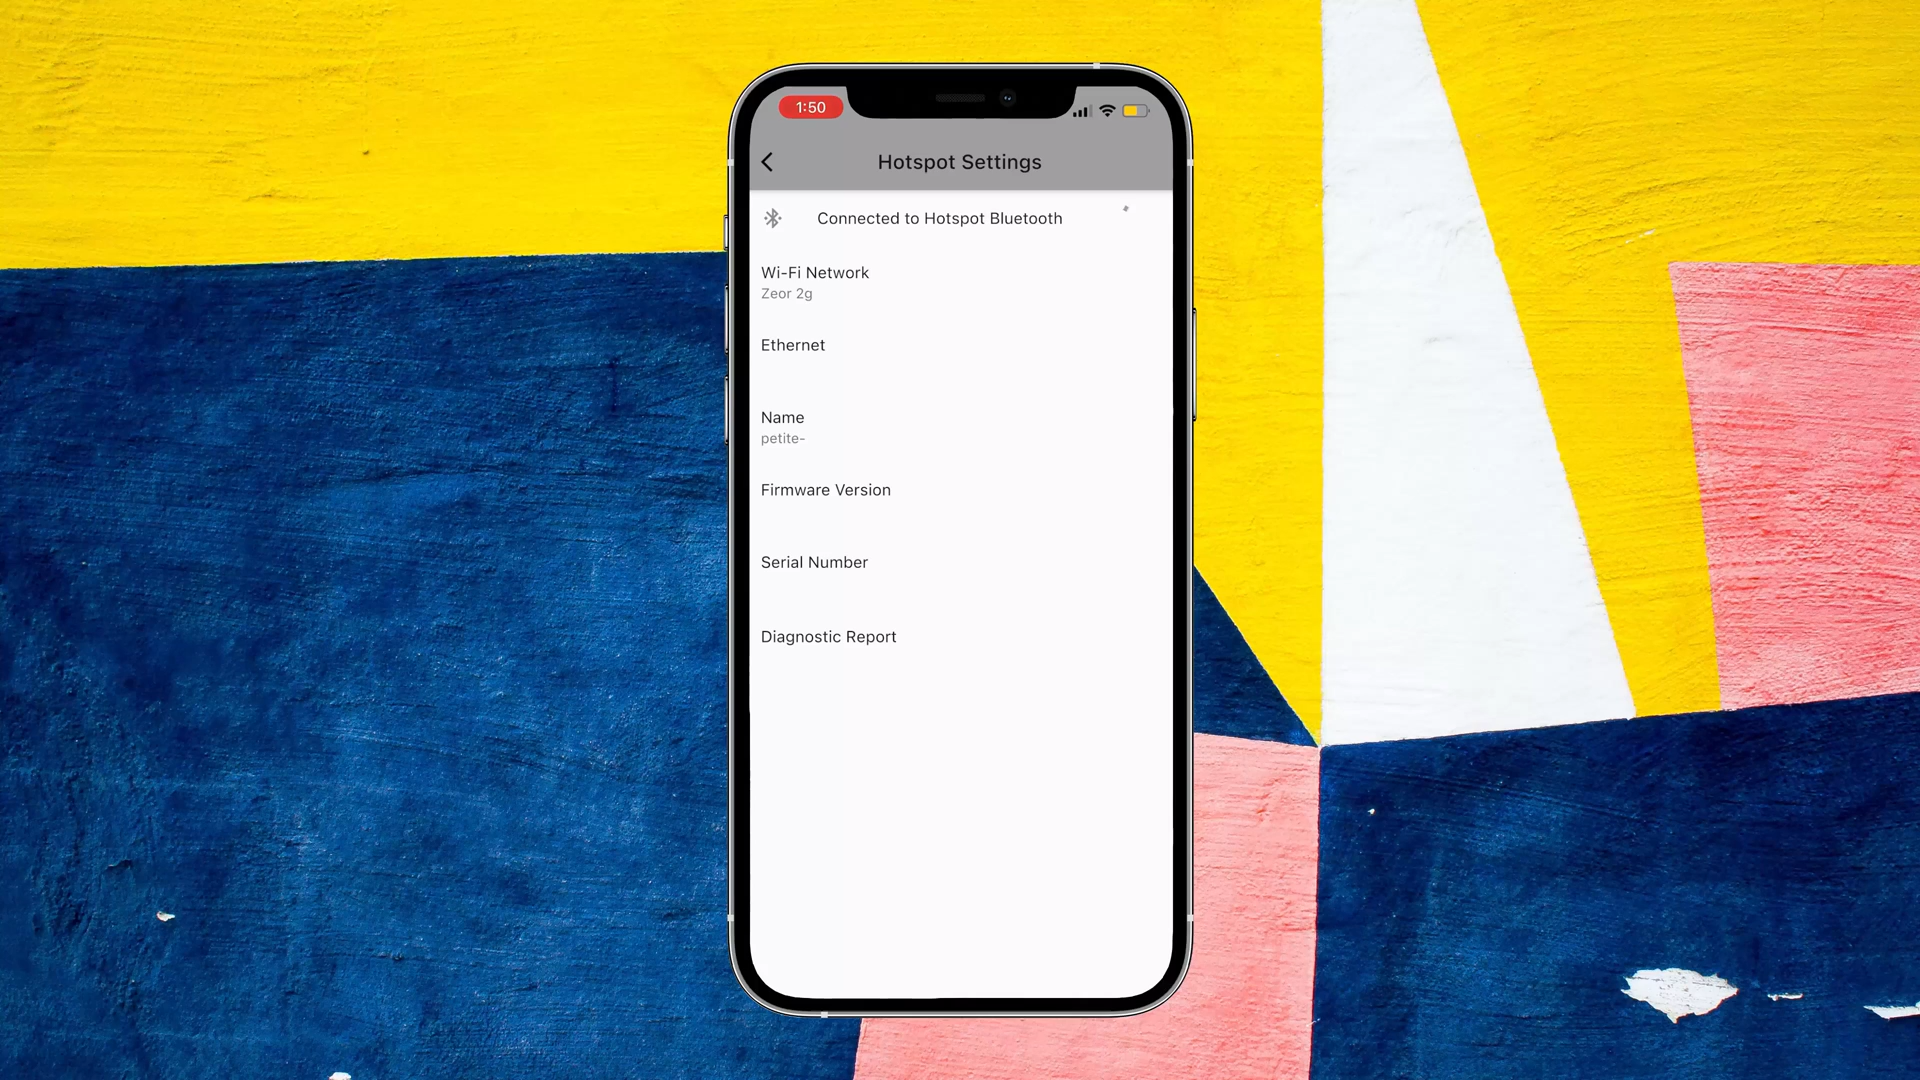 1:50
Hotspot Settings
Connected to Hotspot Bluetooth
Wi-Fi Network
Zeor 2g
Ethernet
Name
petite-
Firmware Version
Serial Number
Diagnostic Report